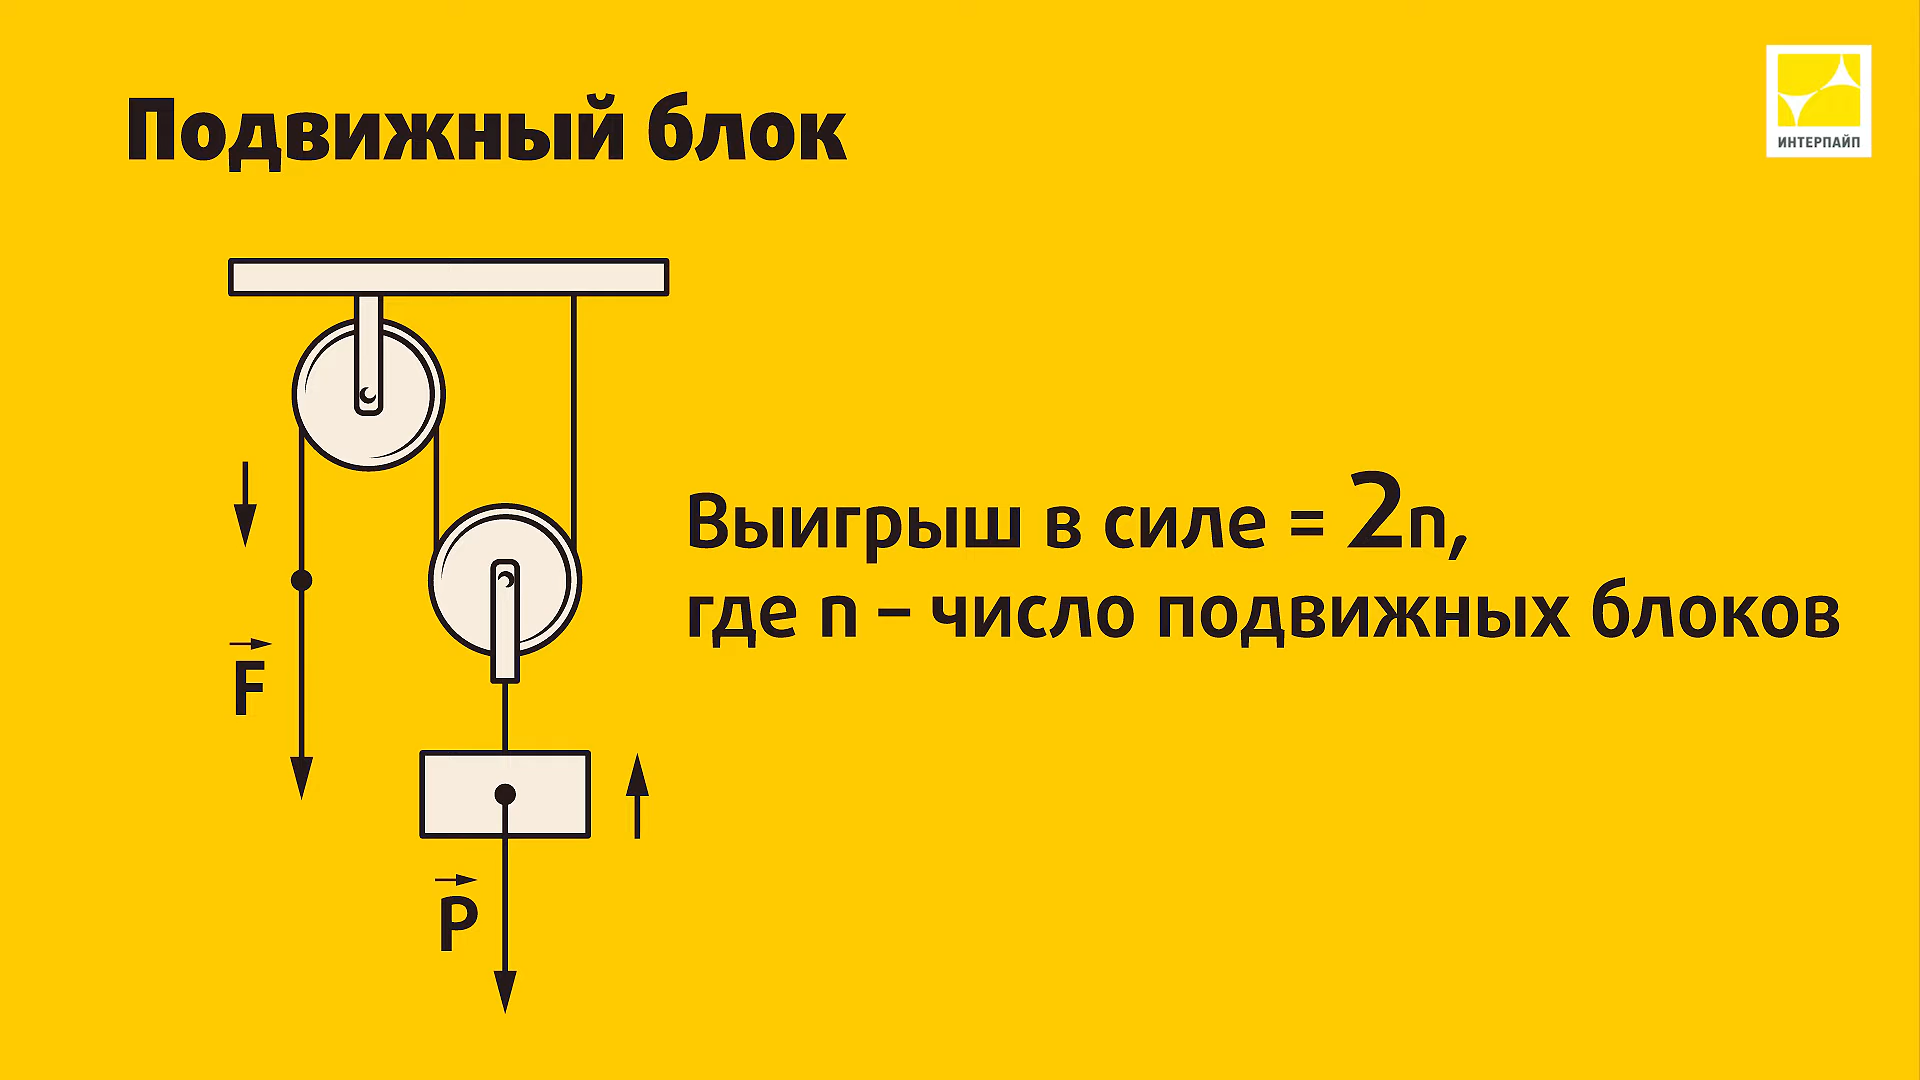 Подвижный блок
ИНТЕРПАЙП
Выигрыш в силе = 2n,
где n – число подвижных блоков
F
P